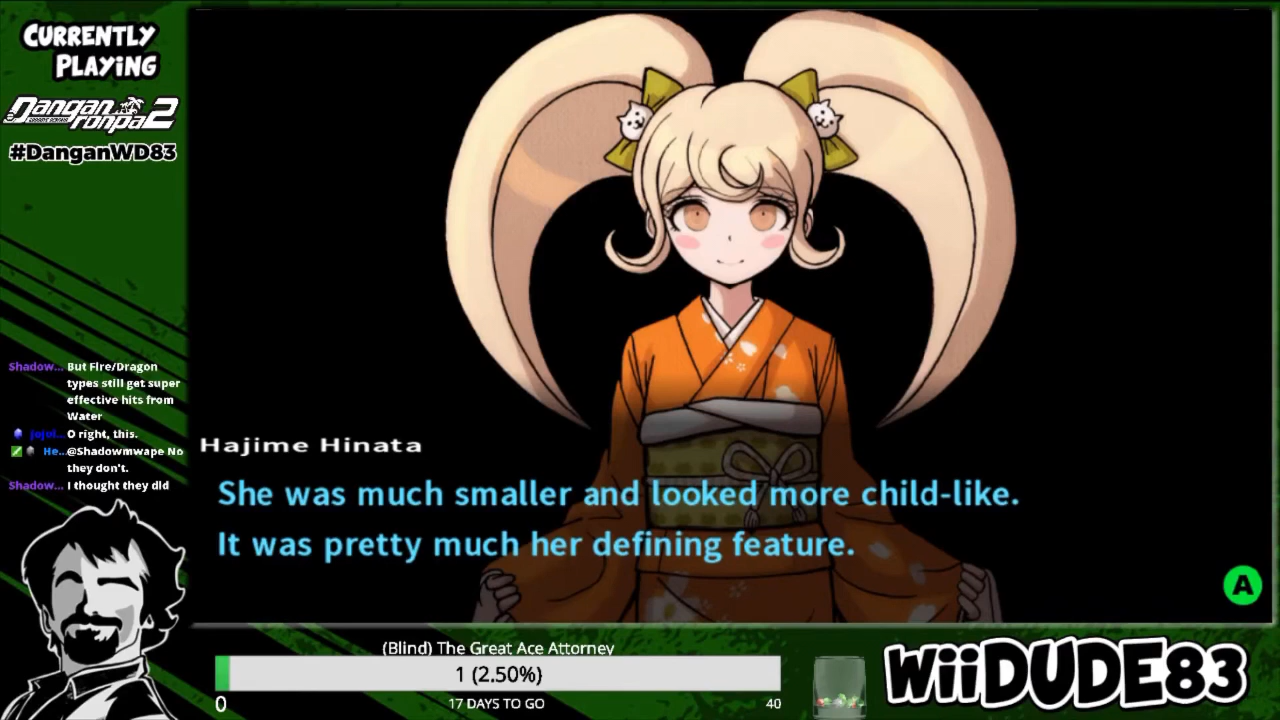 CURRENTLY
PLAYING
Dangan
ronpa 2
#DanganWD83
Shadow... But Fire/Dragon
types still get super
effective hits from
Water
jojui... O right, this.
He... @Shadowmwape No
they don't.
Shadow... I thought they did
Hajime Hinata
She was much smaller and looked more child-like.
It was pretty much her defining feature.
A
(Blind) The Great Ace Attorney
1 (2.50%)
0
17 DAYS TO GO
40
WiiDUDE83